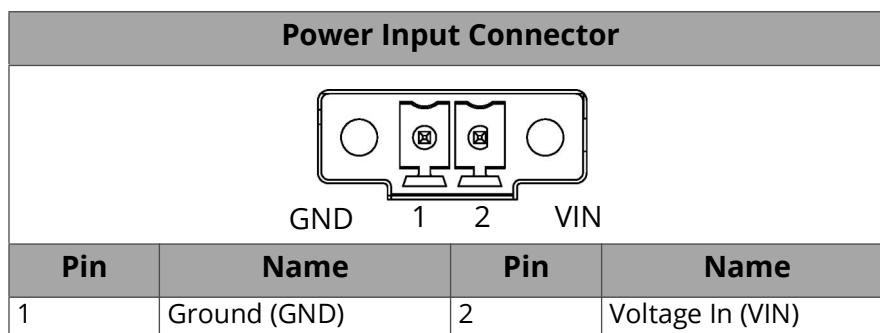 Power Input Connector
GND 1 2 VIN
Pin Name Pin Name
1 Ground (GND) 2 Voltage In (VIN)